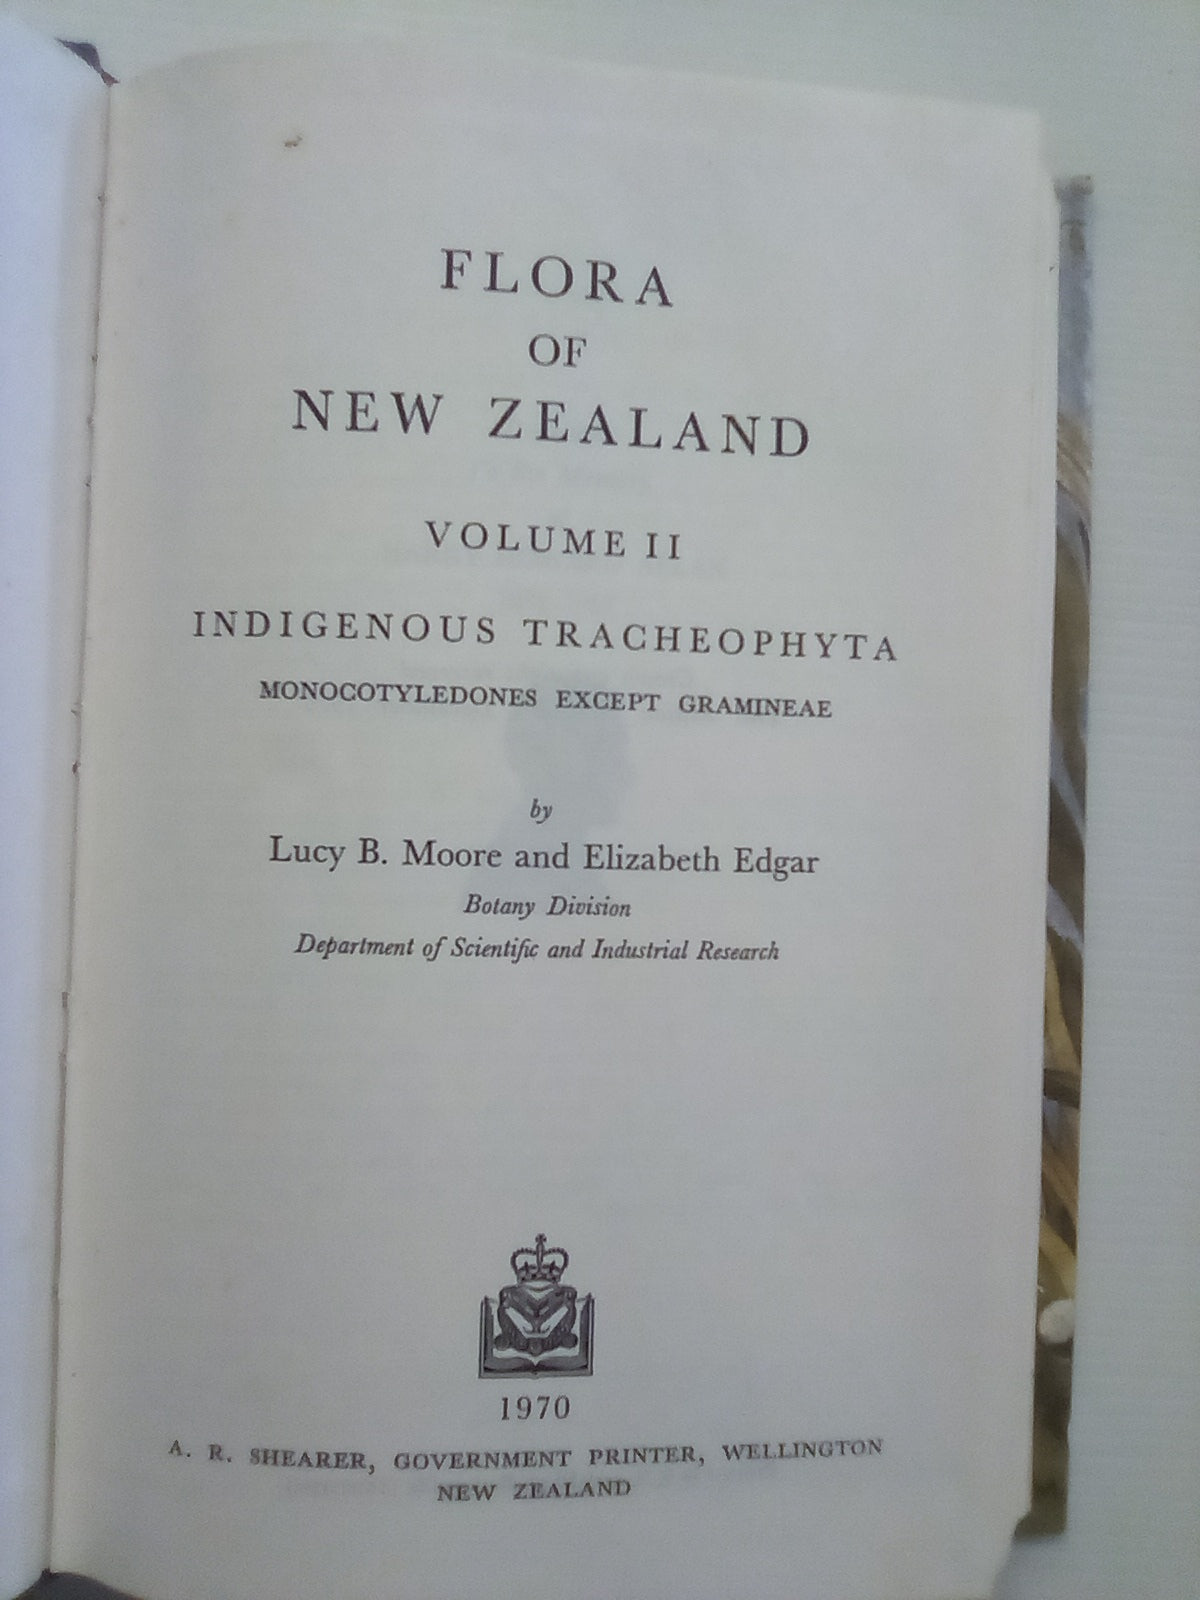 FLORA
OF
NEW ZEALAND
VOLUME II
INDIGENOUS TRACHEOPHYTA
MONOCOTYLEDONES EXCEPT GRAMINEAE
by
Lucy B. Moore and Elizabeth Edgar
Botany Division
Department of Scientific and Industrial Research
1970
A. R. SHEARER, GOVERNMENT PRINTER, WELLINGTON
NEW ZEALAND